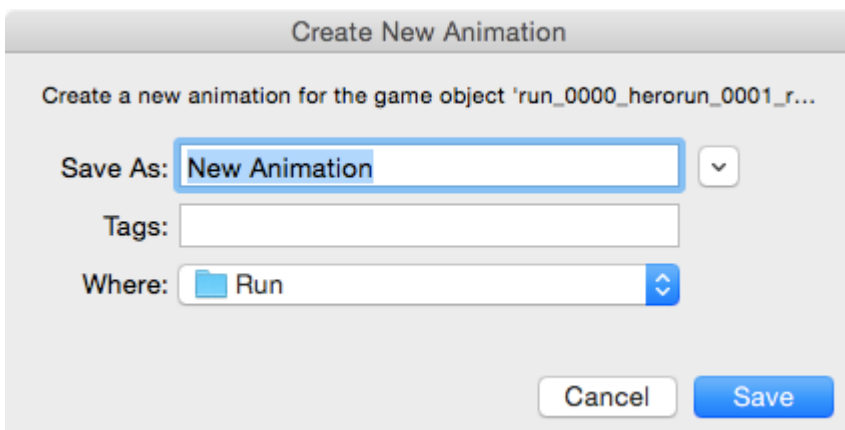 Create New Animation
Create a new animation for the game object 'run_0000_herorun_0001_r...
Save As: New Animation
Tags:
Where: Run
Cancel Save